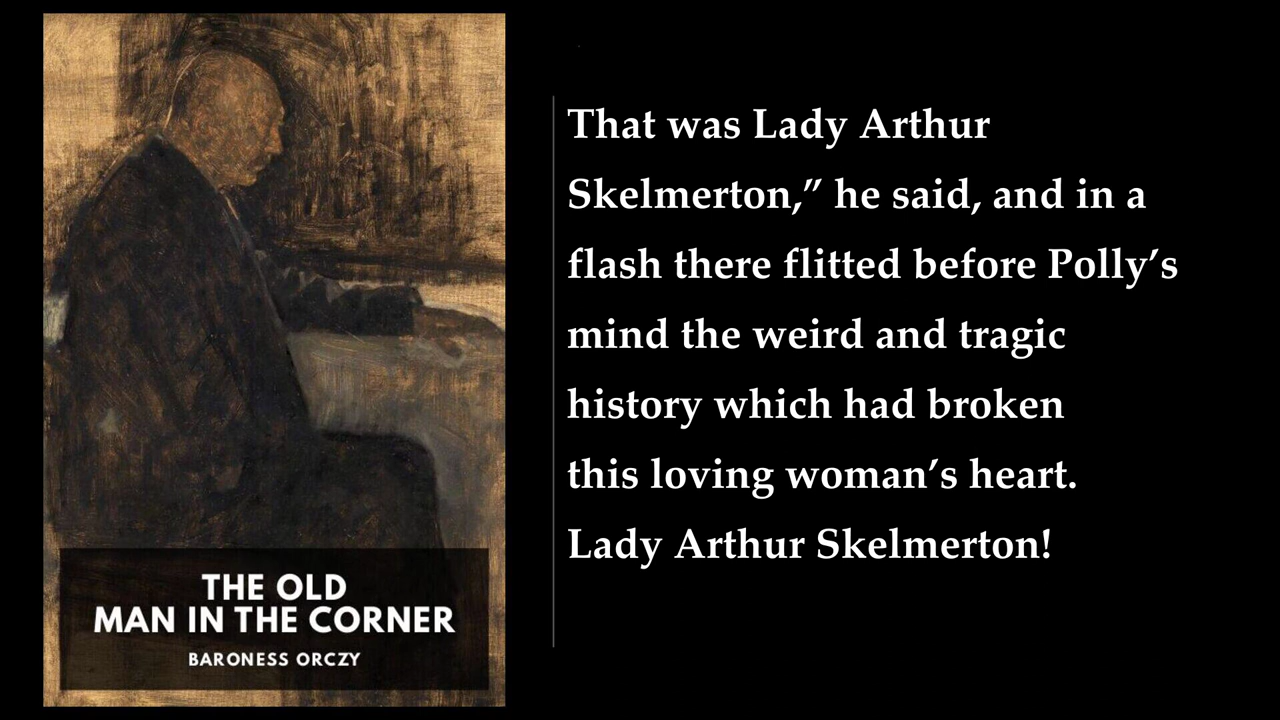 THE OLD
MAN IN THE CORNER
BARONESS ORCZY
That was Lady Arthur
Skelmerton,” he said, and in a
flash there flitted before Polly’s
mind the weird and tragic
history which had broken
this loving woman’s heart.
Lady Arthur Skelmerton!